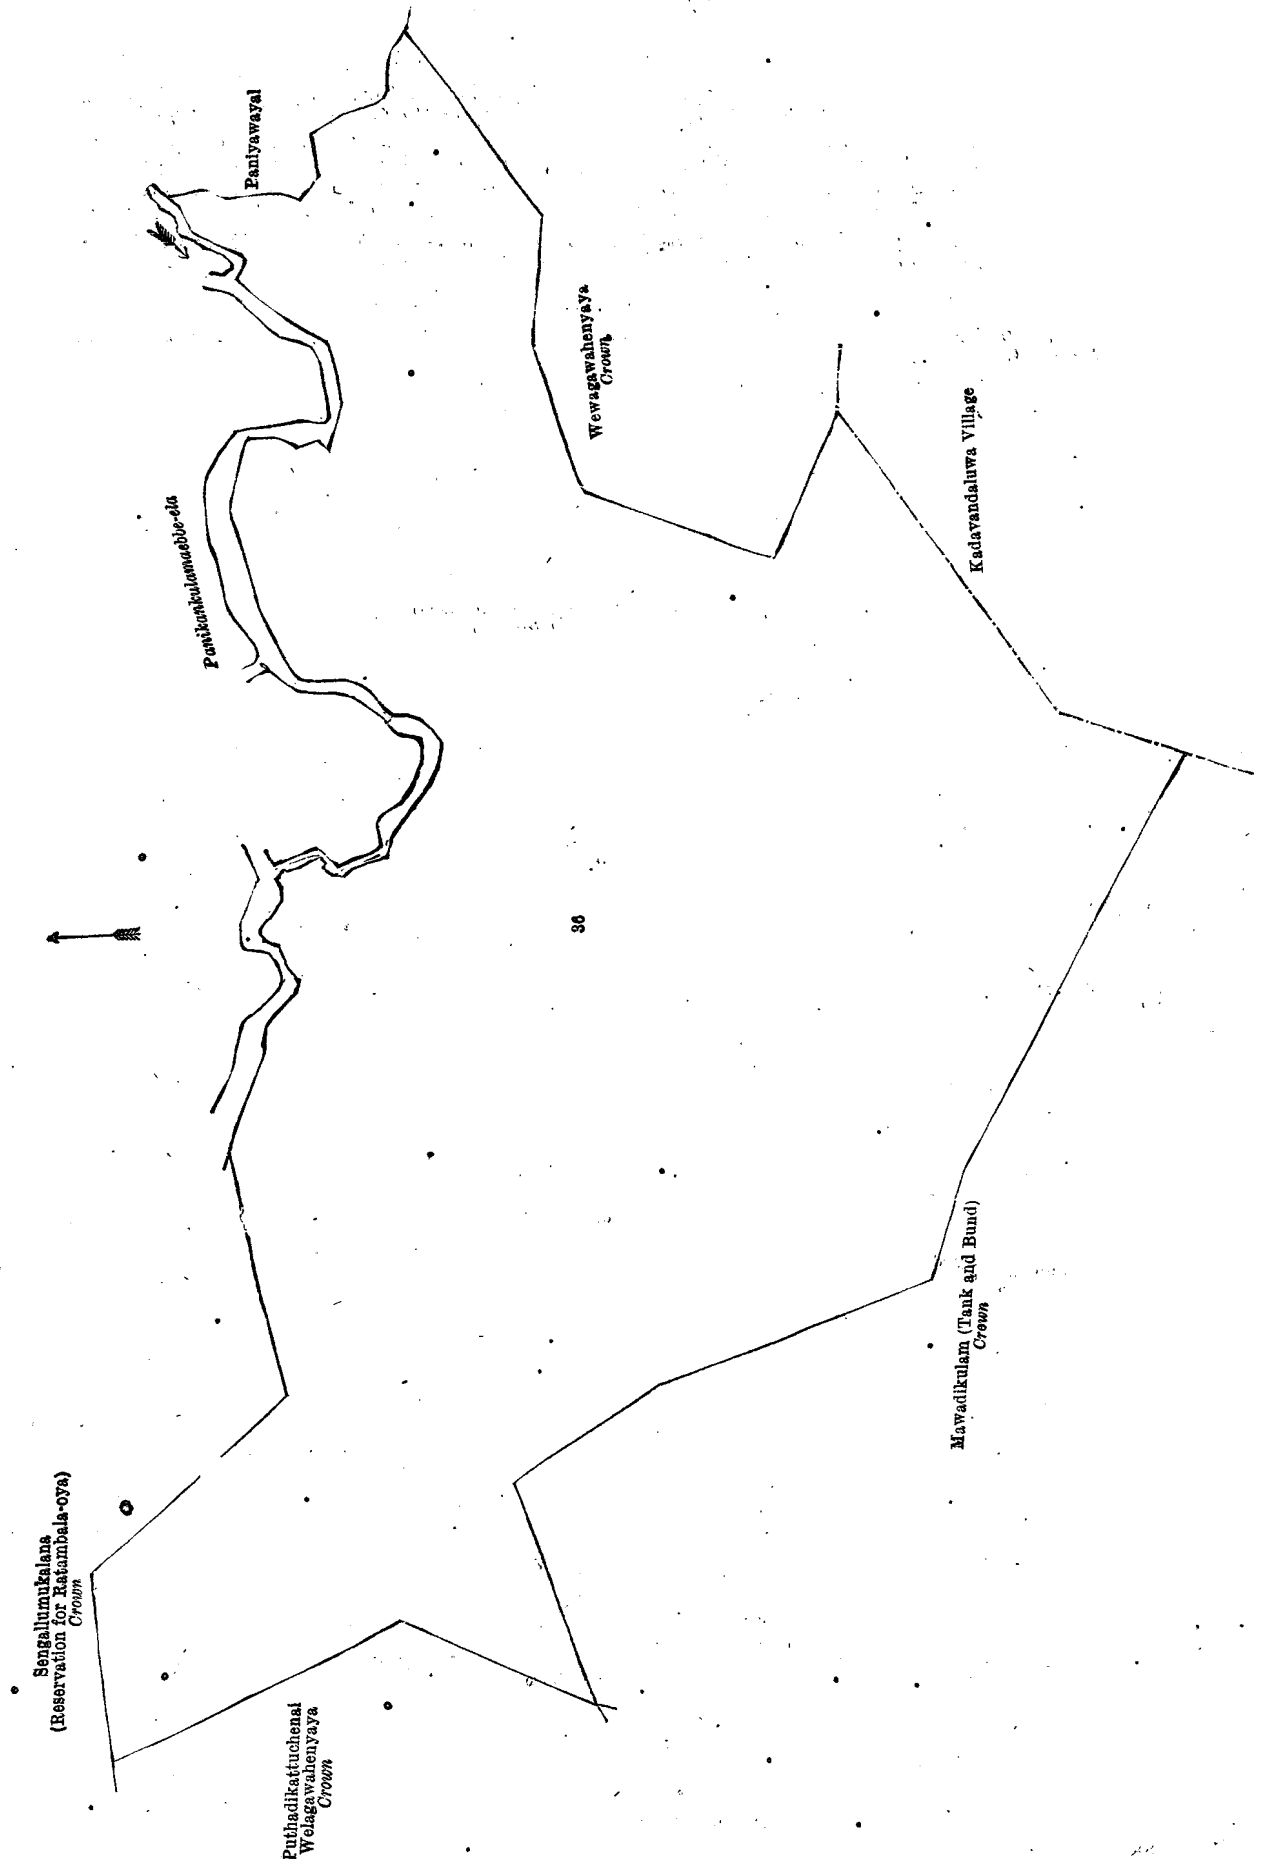 Sengallumukalana
(Reservation for Ratambala-oya)
Crown
Puthadikattuchenai
Welagawahenyaya
Crown
Panikankulamaebbe-ela
Paniyawayal
Wewagawahenyaya
Crown
36
Kadavandaluwa Village
Mawadikulam (Tank and Bund)
Crown